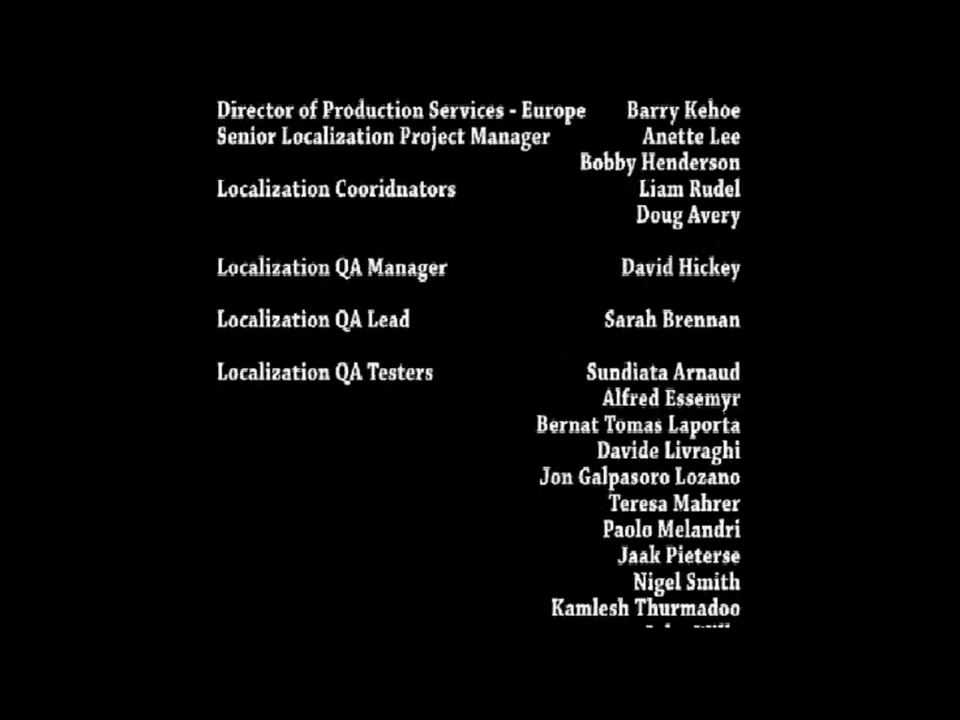 Director of Production Services - Europe Barry Kehoe
Senior Localization Project Manager Anette Lee
Bobby Henderson
Localization Cooridnators Liam Rudel
Doug Avery
Localization QA Manager David Hickey
Localization QA Lead Sarah Brennan
Localization QA Testers Sundiata Arnaud
Alfred Essemyr
Bernat Tomas Laporta
Davide Livraghi
Jon Galpasoro Lozano
Teresa Mahrer
Paolo Melandri
Jaak Pieterse
Nigel Smith
Kamlesh Thurmadoo